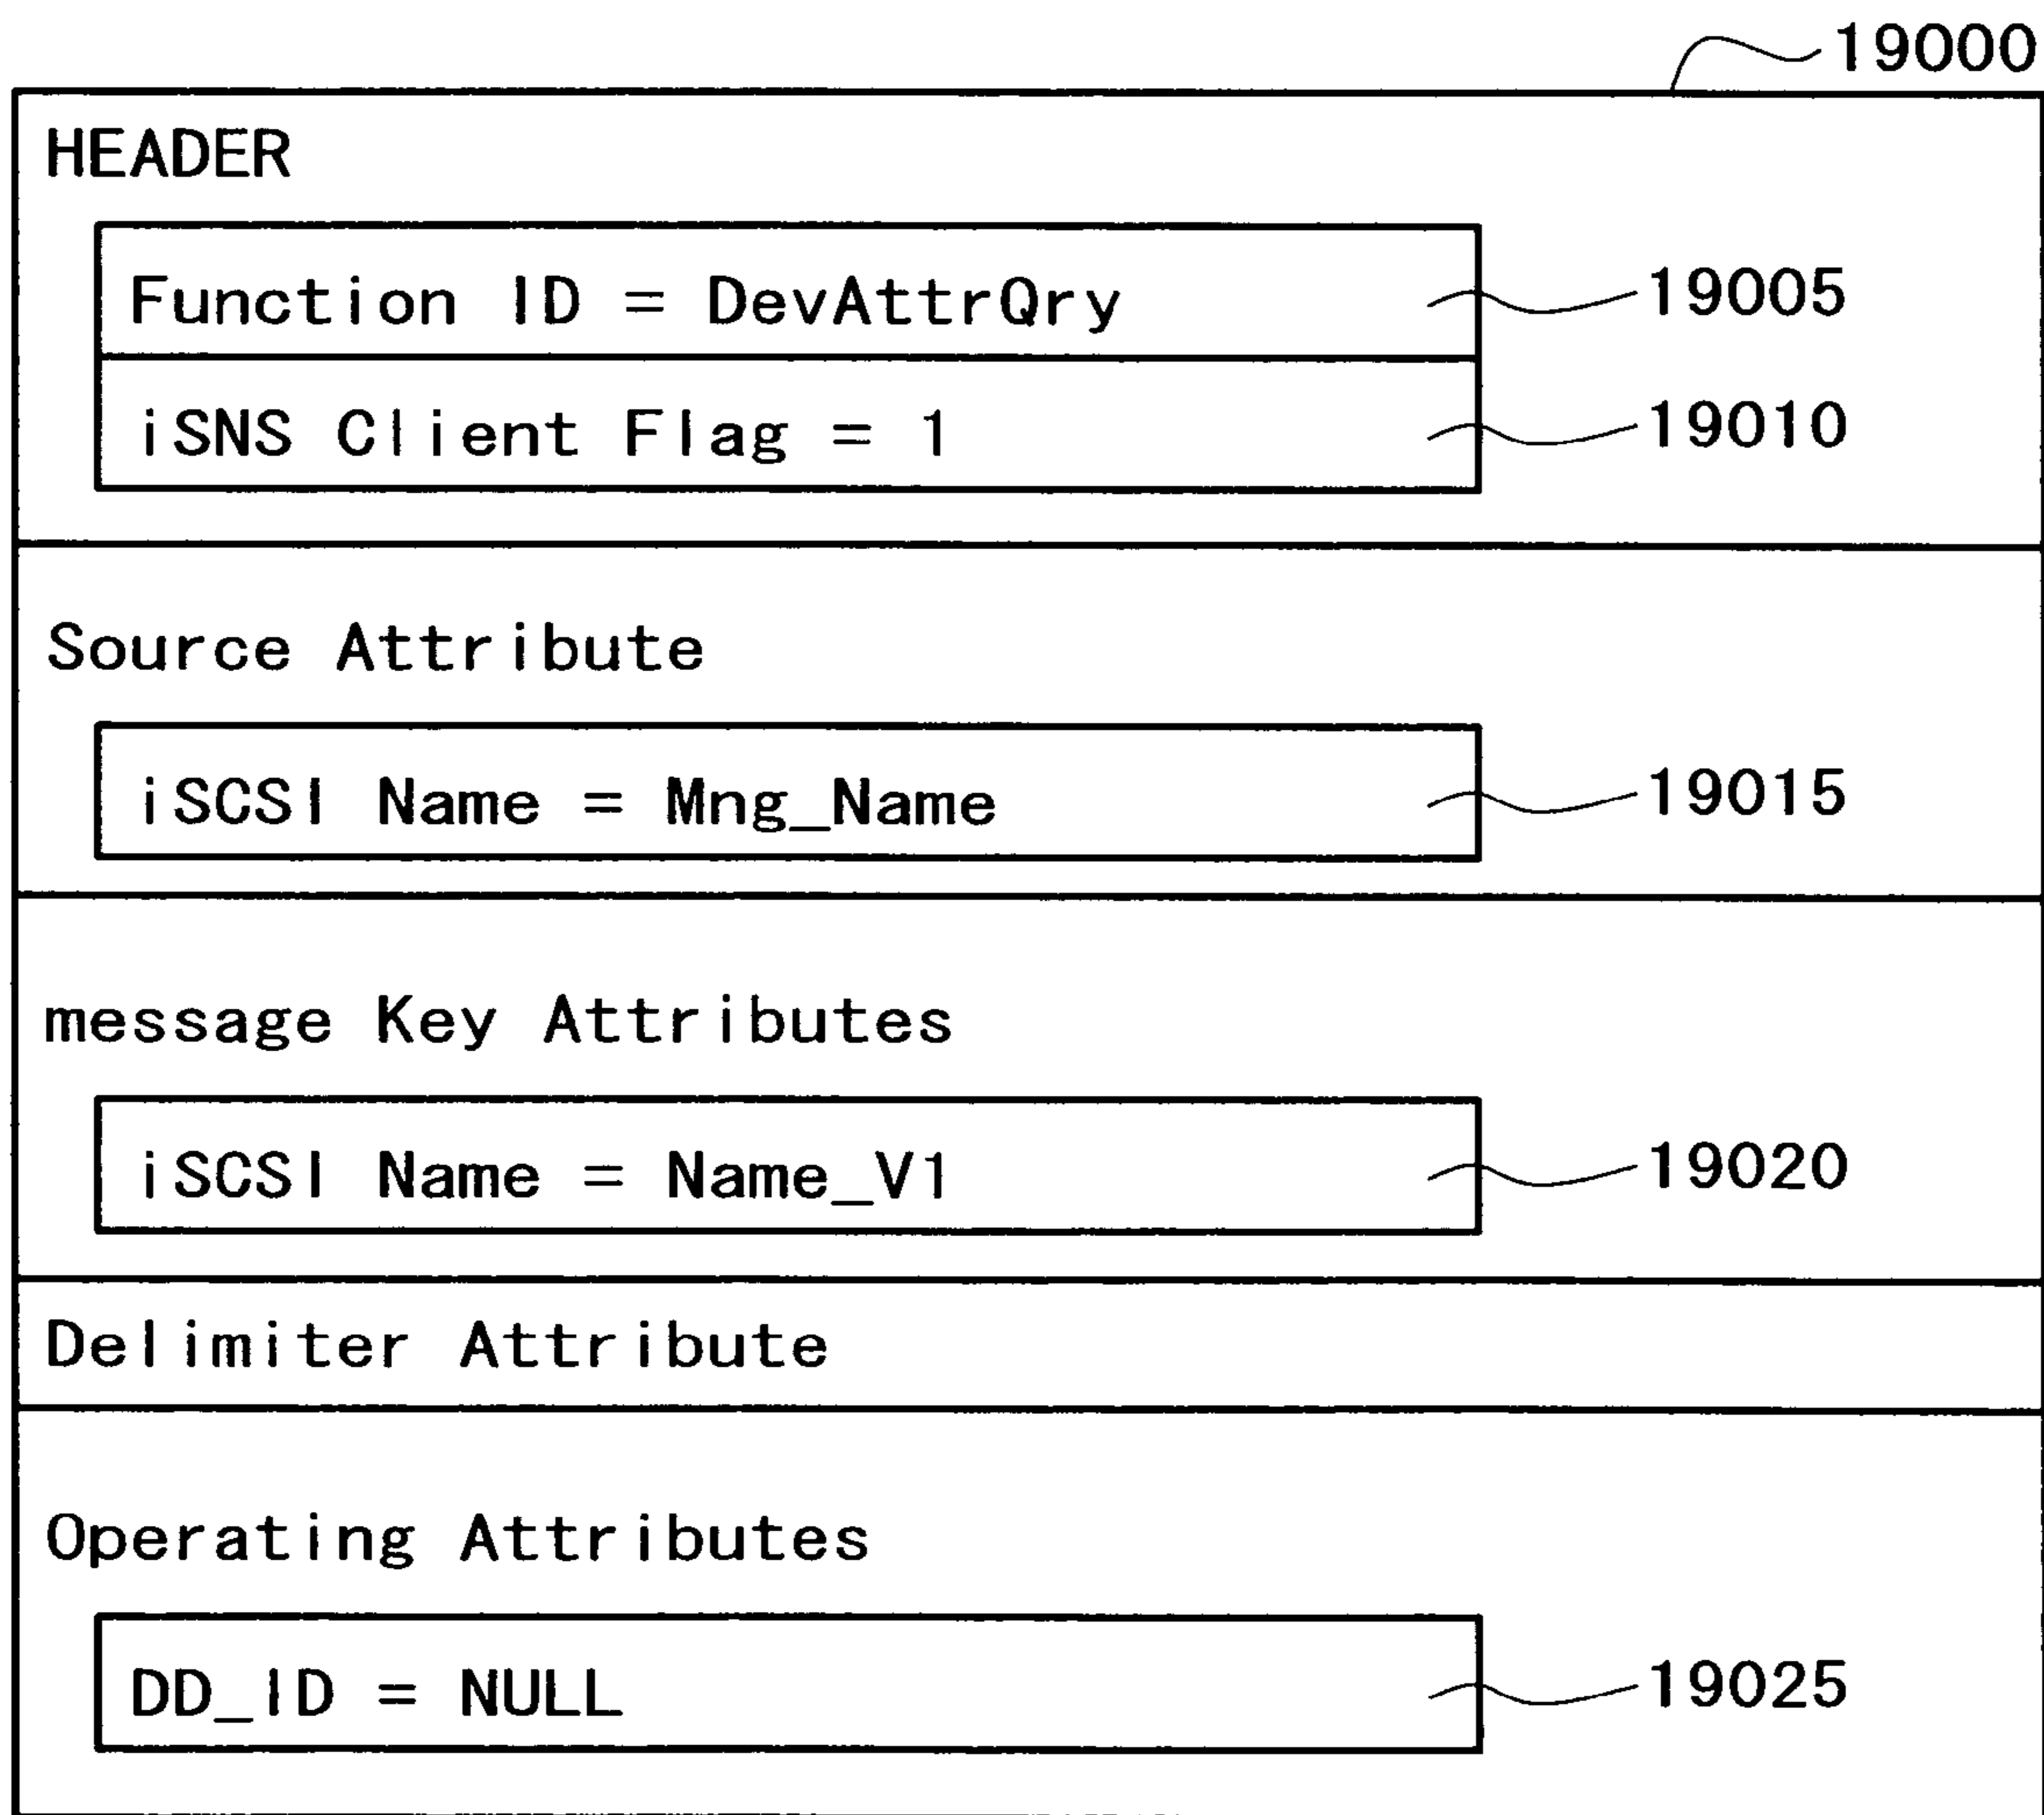 19000
HEADER
Function ID = DevAttrQry 19005
iSNS Client Flag = 1 19010
Source Attribute
iSCSI Name = Mng_Name 19015
message Key Attributes
iSCSI Name = Name_V1 19020
Delimiter Attribute
Operating Attributes
DD_ID = NULL 19025